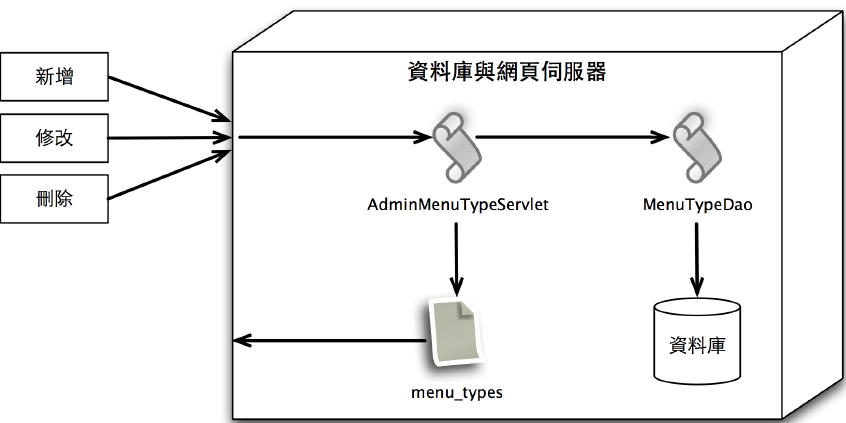 資料庫與網頁伺服器
新增
修改
刪除
AdminMenuTypeServlet
MenuTypeDao
資料庫
menu_types